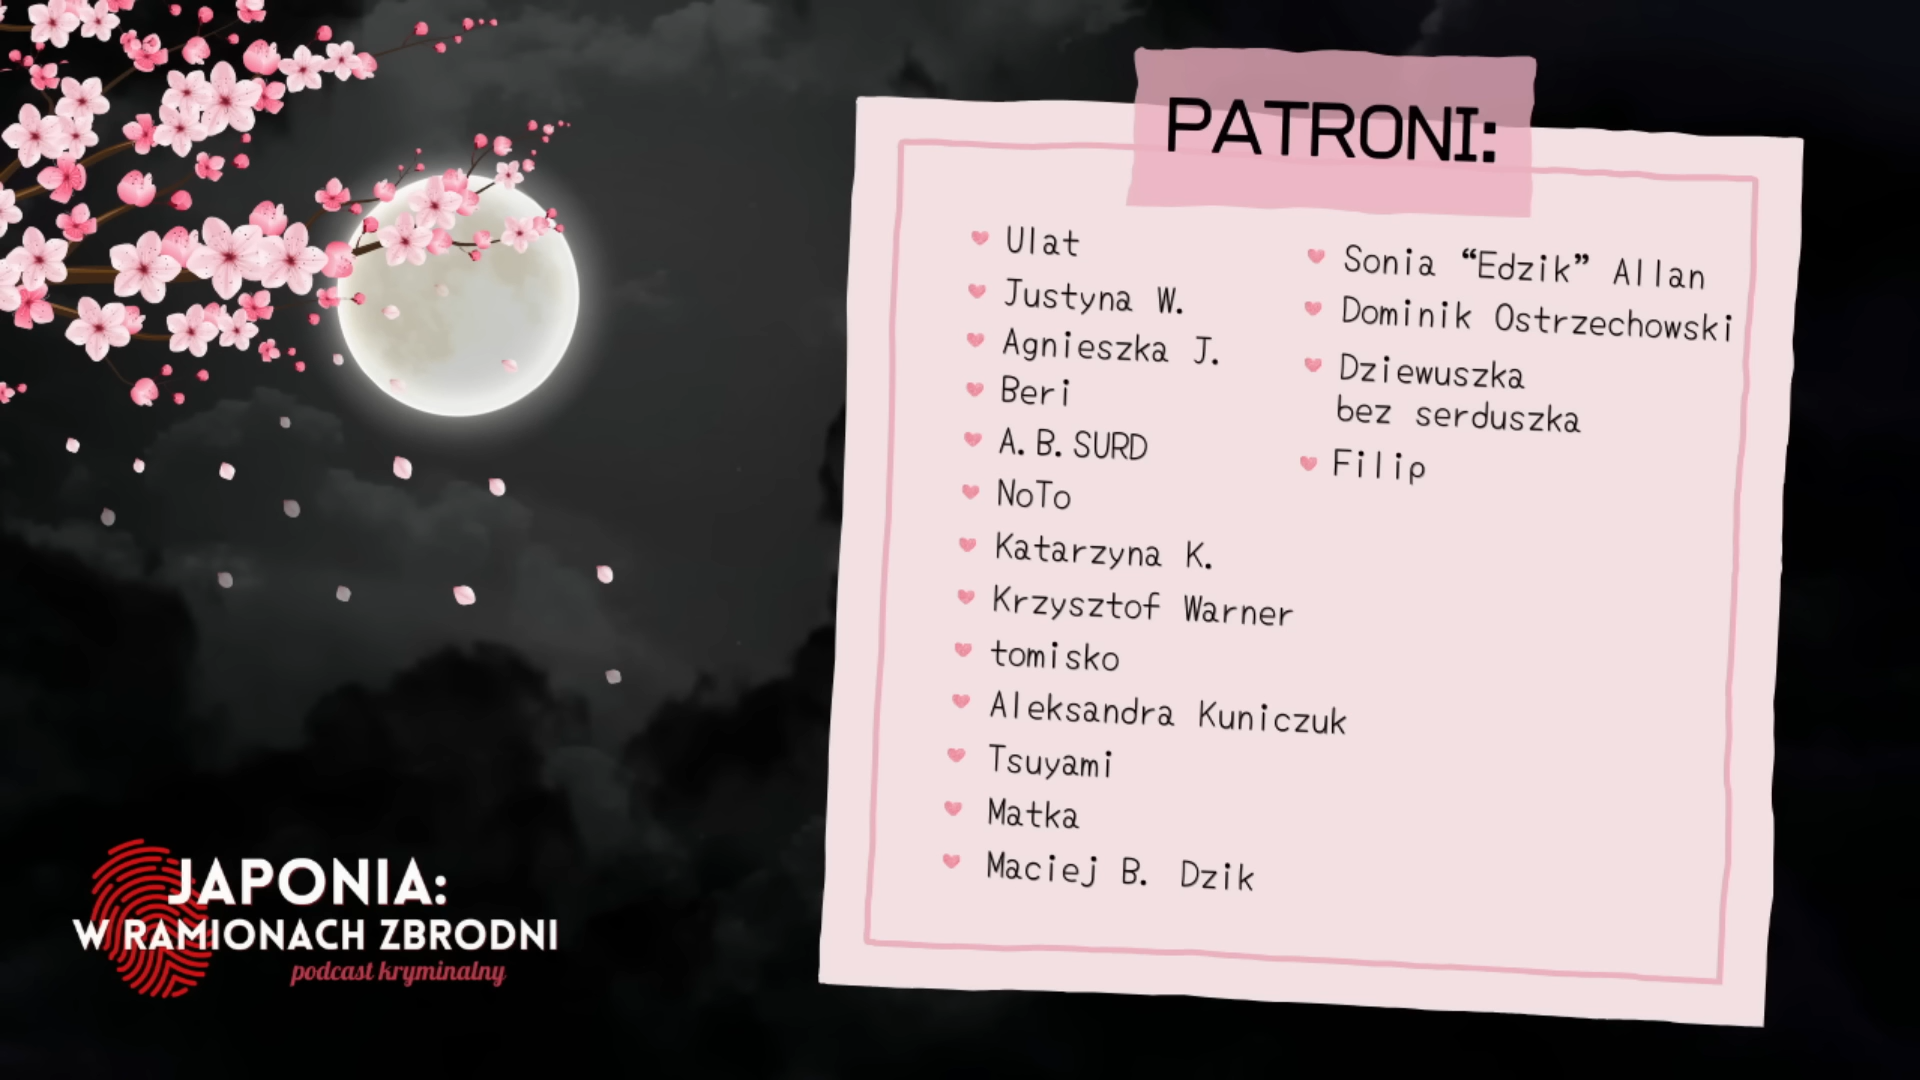 PATRONI:
Ulat
Justyna W.
Agnieszka J.
Beri
A.B.SURD
NoTo
Katarzyna K.
Krzysztof Warner
tomisko
Aleksandra Kuniczuk
Tsuyami
Matka
Maciej B. Dzik
Sonia “Edzik” Allan
Dominik Ostrzechowski
Dziewuszka
bez serduszka
Filip
JAPONIA:
W RAMIONACH ZBRODNI
podcast kryminalny